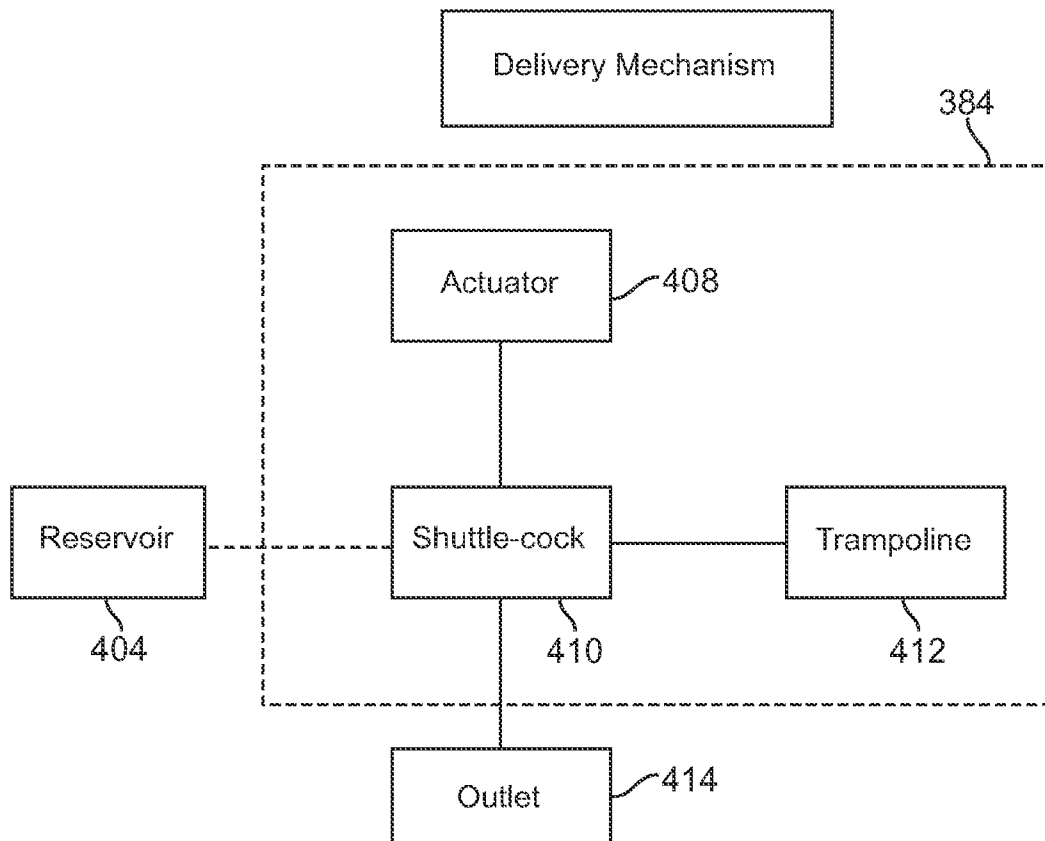 Delivery Mechanism
384
Actuator
408
Reservoir
Shuttle-cock
Trampoline
404
410
412
Outlet
414